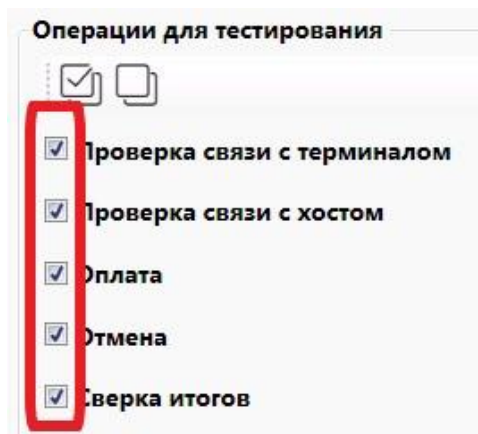 Операции для тестирования
Проверка связи с терминалом
Проверка связи с хостом
Оплата
Отмена
Сверка итогов